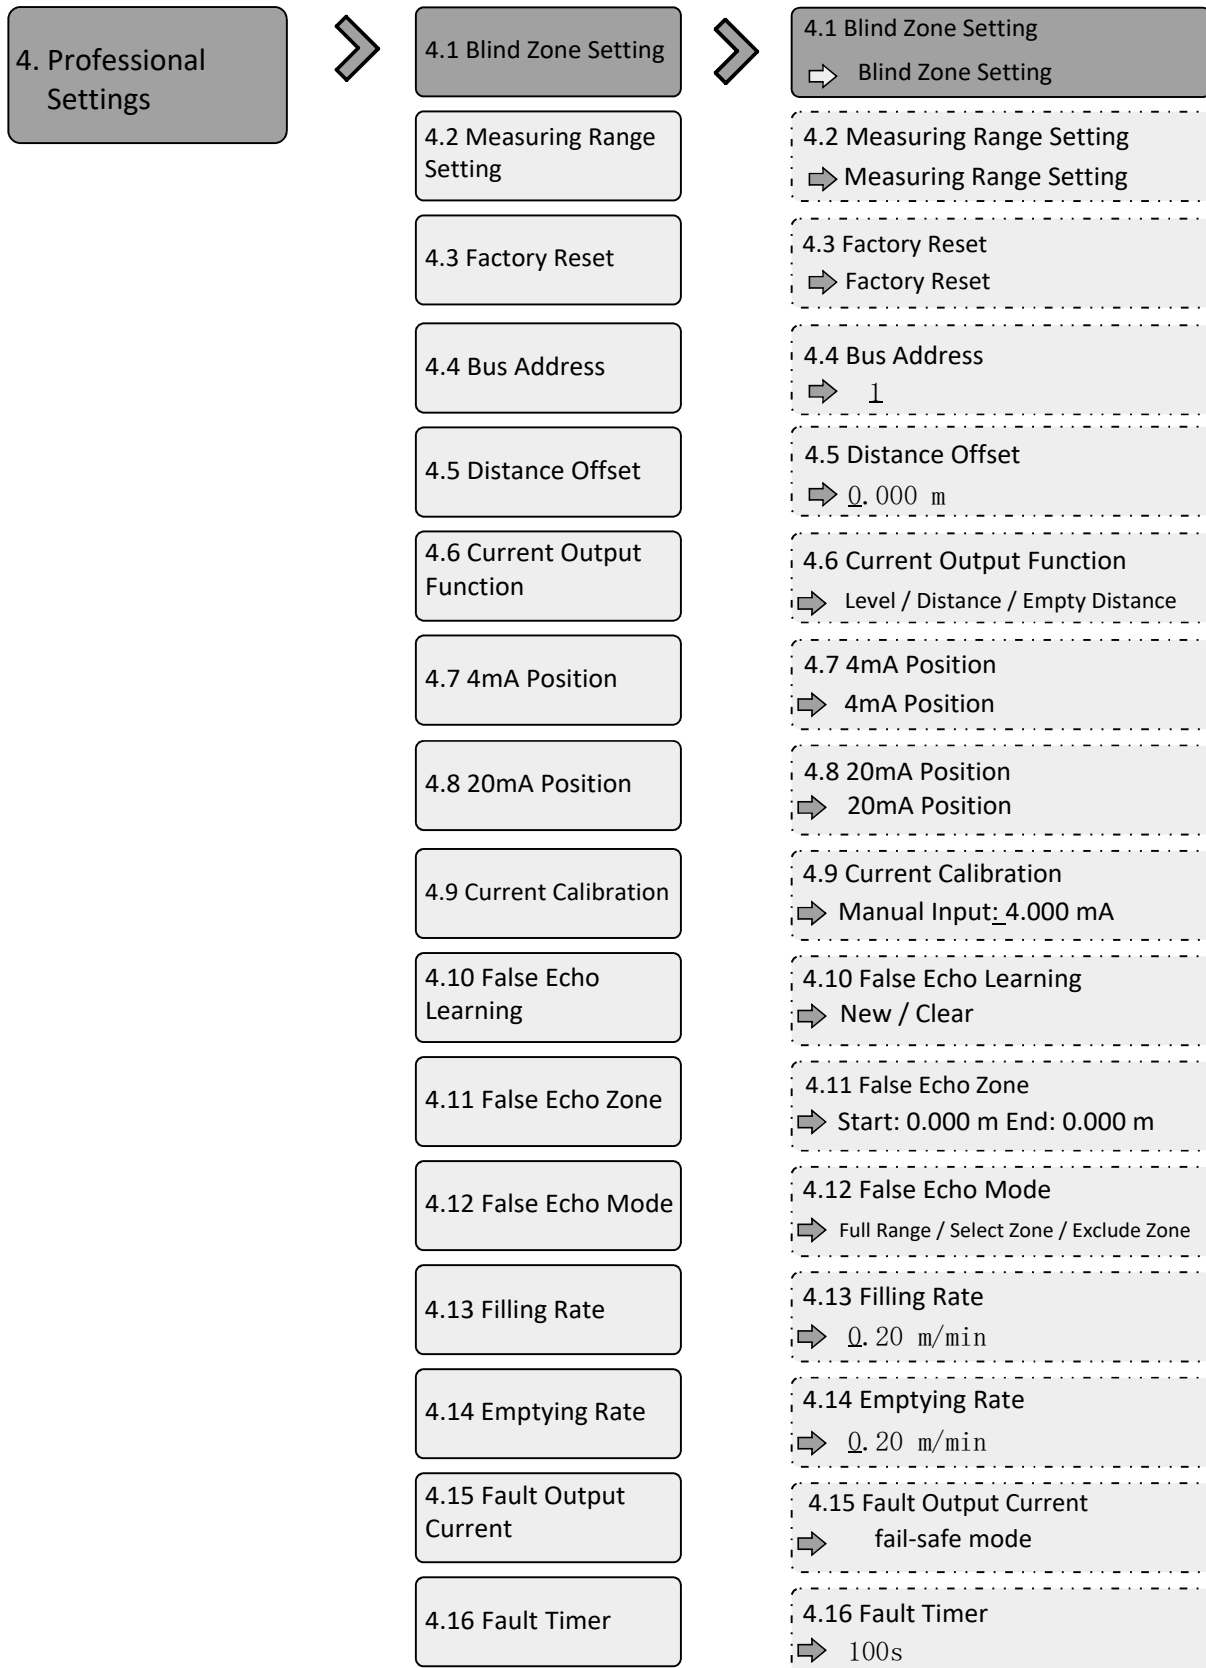 4. Professional
Settings
4.1 Blind Zone Setting
4.1 Blind Zone Setting
Blind Zone Setting
4.2 Measuring Range
Setting
4.2 Measuring Range Setting
Measuring Range Setting
4.3 Factory Reset
4.3 Factory Reset
Factory Reset
4.4 Bus Address
4.4 Bus Address
1
4.5 Distance Offset
4.5 Distance Offset
0.000 m
4.6 Current Output
Function
4.6 Current Output Function
Level / Distance / Empty Distance
4.7 4mA Position
4.7 4mA Position
4mA Position
4.8 20mA Position
4.8 20mA Position
20mA Position
4.9 Current Calibration
4.9 Current Calibration
Manual Input: 4.000 mA
4.10 False Echo
Learning
4.10 False Echo Learning
New / Clear
4.11 False Echo Zone
4.11 False Echo Zone
Start: 0.000 m End: 0.000 m
4.12 False Echo Mode
4.12 False Echo Mode
Full Range / Select Zone / Exclude Zone
4.13 Filling Rate
4.13 Filling Rate
0.20 m/min
4.14 Emptying Rate
4.14 Emptying Rate
0.20 m/min
4.15 Fault Output
Current
4.15 Fault Output Current
fail-safe mode
4.16 Fault Timer
4.16 Fault Timer
100s